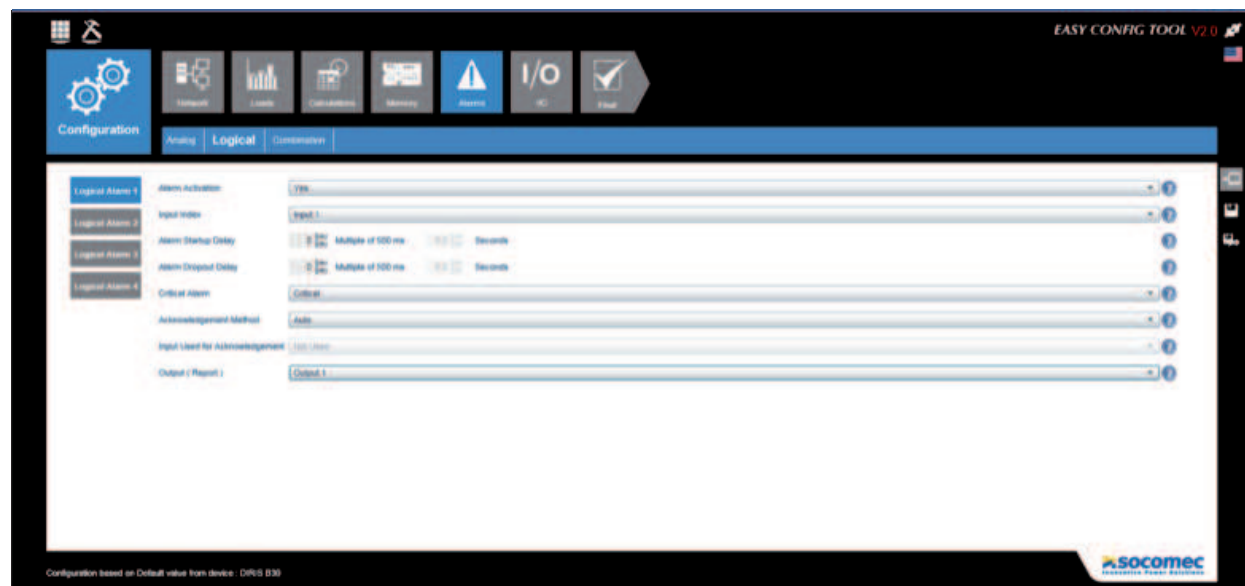 EASY CONFIG TOOL V2.0
Configuration
Network
Loads
Calculations
Memory
Alarms
I/O
I/O
Final
Analog
Logical
Combination
Logical Alarm 1
Logical Alarm 2
Logical Alarm 3
Logical Alarm 4
Alarm Activation Yes
Input Index Input 1
Alarm Startup Delay 0 Multiple of 500 ms Seconds
Alarm Dropout Delay 0 Multiple of 500 ms Seconds
Critical Alarm Critical
Acknowledgement Method Auto
Input Used for Acknowledgement Not Used
Output ( Report ) Output 1
Configuration based on Default value from device : DIRIS B30
socomec
Innovative Power Solutions